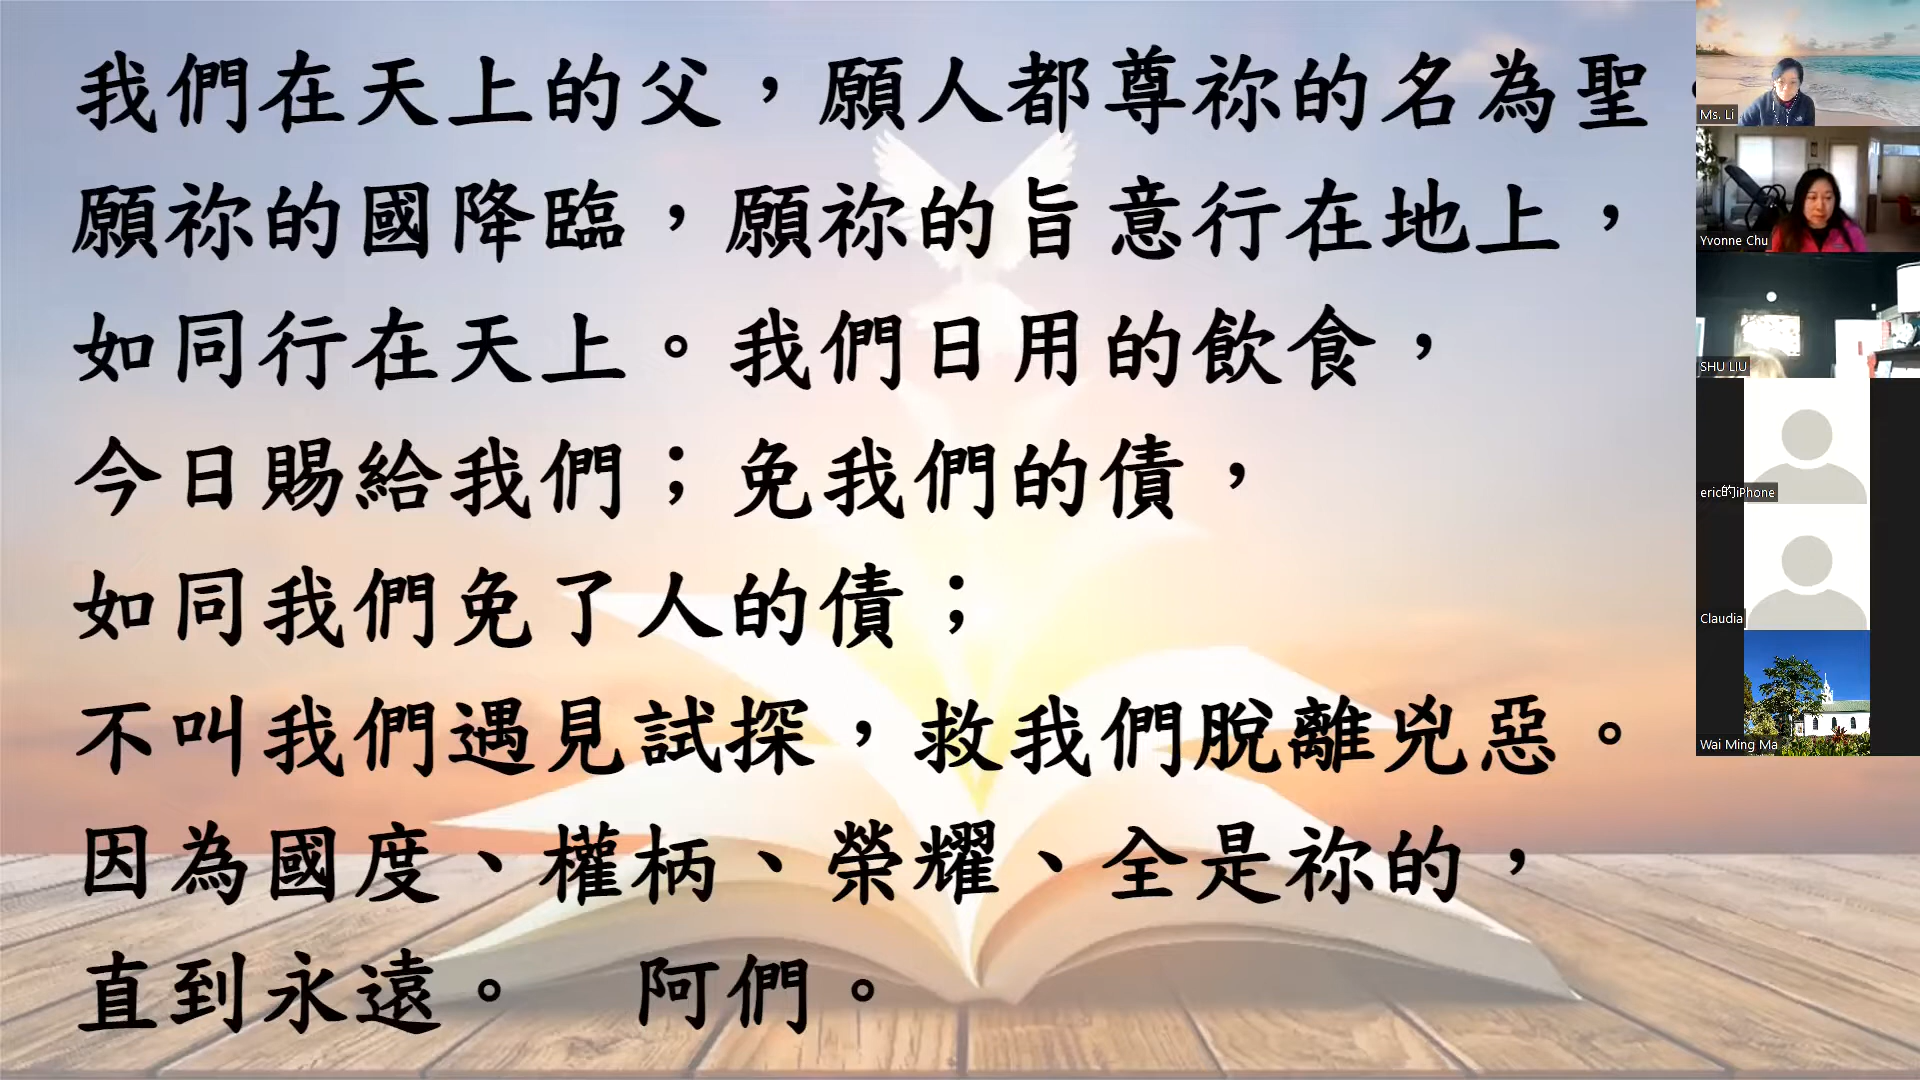 我們在天上的父，願人都尊祢的名為聖。
願祢的國降臨，願祢的旨意行在地上，
如同行在天上。我們日用的飲食，
今日賜給我們；免我們的債，
如同我們免了人的債；
不叫我們遇見試探，救我們脫離兇惡。
因為國度、權柄、榮耀、全是祢的，
直到永遠。　阿們。
Ms. Li
Yvonne Chu
SHU LIU
eric的iPhone
Claudia
Wai Ming Ma